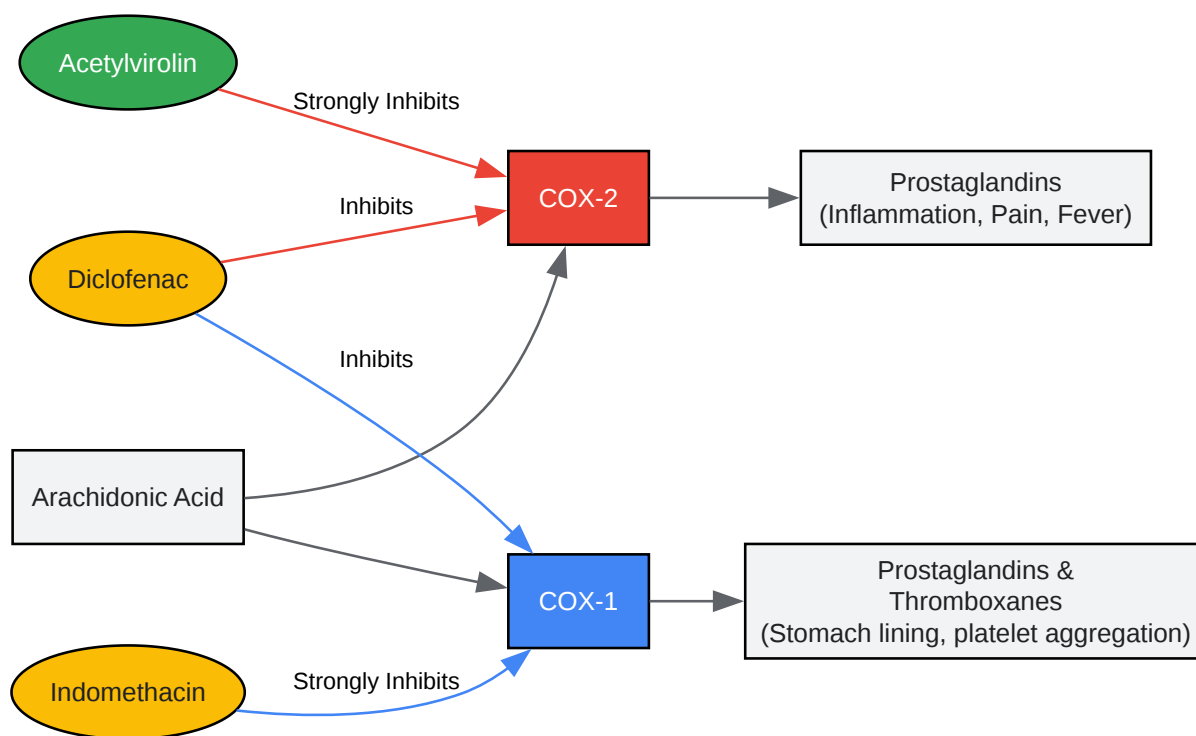 Acetylvirolin
Strongly Inhibits
COX-2
Prostaglandins
(Inflammation, Pain, Fever)
Inhibits
Diclofenac
Inhibits
Arachidonic Acid
COX-1
Prostaglandins &
Thromboxanes
(Stomach lining, platelet aggregation)
Indomethacin
Strongly Inhibits